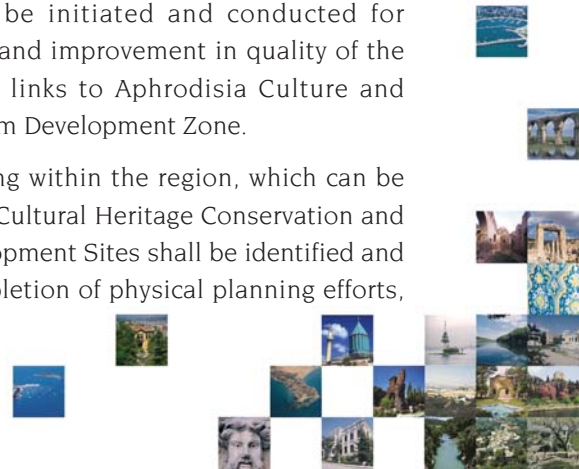 be initiated and conducted for
and improvement in quality of the
links to Aphrodisia Culture and
m Development Zone.
ng within the region, which can be
Cultural Heritage Conservation and
opment Sites shall be identified and
letion of physical planning efforts,